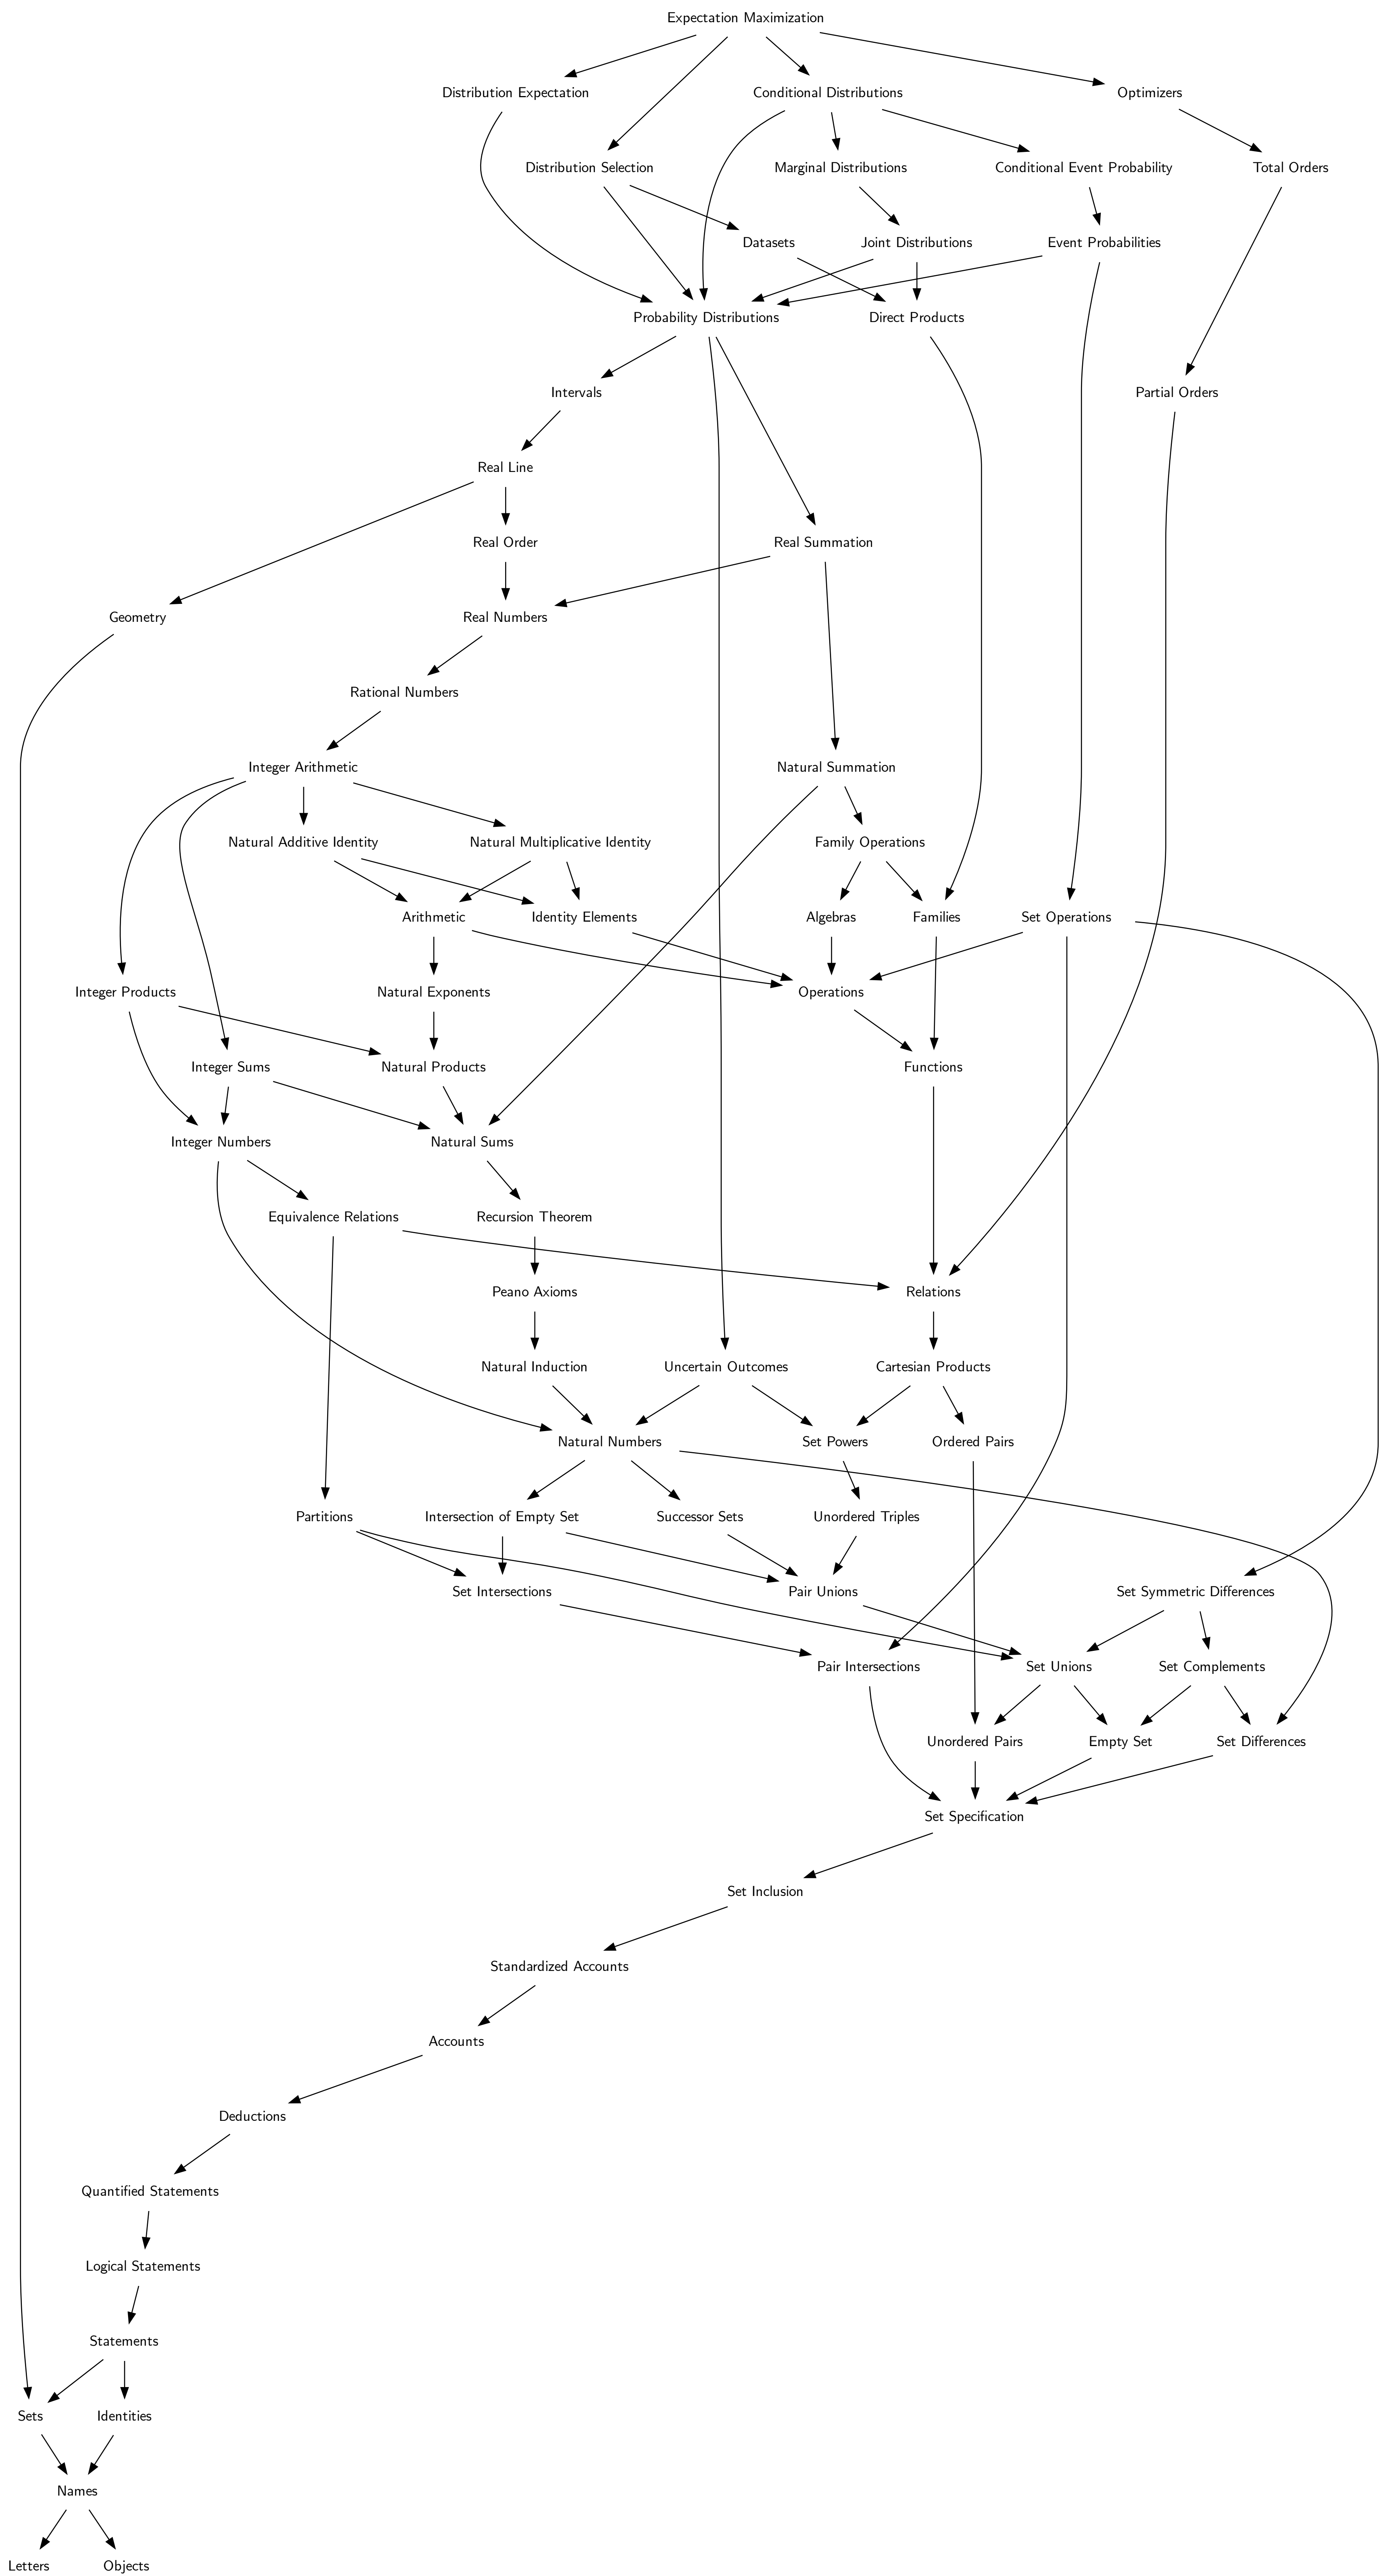 Expectation Maximization
Distribution Expectation
Conditional Distributions
Optimizers
Distribution Selection
Marginal Distributions
Conditional Event Probability
Total Orders
Datasets
Joint Distributions
Event Probabilities
Probability Distributions
Direct Products
Intervals
Partial Orders
Real Line
Real Order
Real Summation
Geometry
Real Numbers
Rational Numbers
Integer Arithmetic
Natural Summation
Natural Additive Identity
Natural Multiplicative Identity
Family Operations
Arithmetic
Identity Elements
Algebras
Families
Set Operations
Integer Products
Natural Exponents
Operations
Integer Sums
Natural Products
Functions
Integer Numbers
Natural Sums
Equivalence Relations
Recursion Theorem
Peano Axioms
Relations
Natural Induction
Uncertain Outcomes
Cartesian Products
Natural Numbers
Set Powers
Ordered Pairs
Partitions
Intersection of Empty Set
Successor Sets
Unordered Triples
Set Intersections
Pair Unions
Set Symmetric Differences
Pair Intersections
Set Unions
Set Complements
Unordered Pairs
Empty Set
Set Differences
Set Specification
Set Inclusion
Standardized Accounts
Accounts
Deductions
Quantified Statements
Logical Statements
Statements
Sets
Identities
Names
Letters
Objects